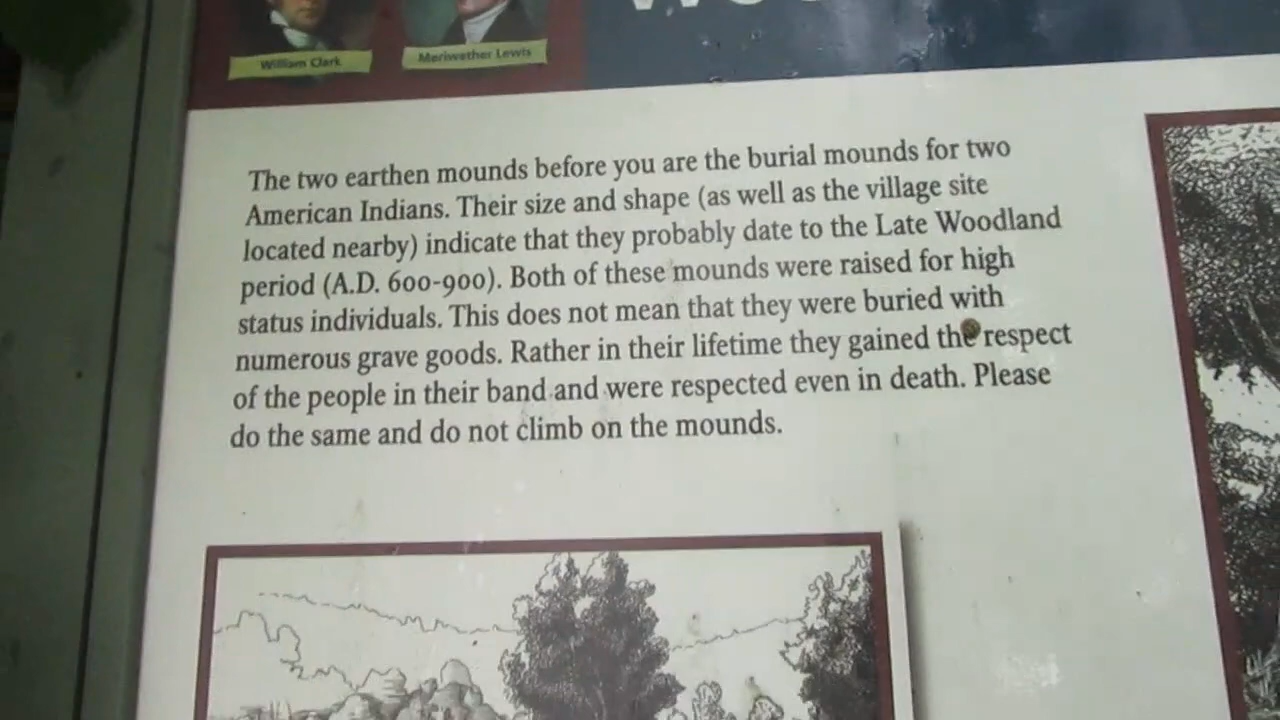 William Clark
Meriwether Lewis
The two earthen mounds before you are the burial mounds for two
American Indians. Their size and shape (as well as the village site
located nearby) indicate that they probably date to the Late Woodland
period (A.D. 600-900). Both of these mounds were raised for high
status individuals. This does not mean that they were buried with
numerous grave goods. Rather in their lifetime they gained the respect
of the people in their band and were respected even in death. Please
do the same and do not climb on the mounds.